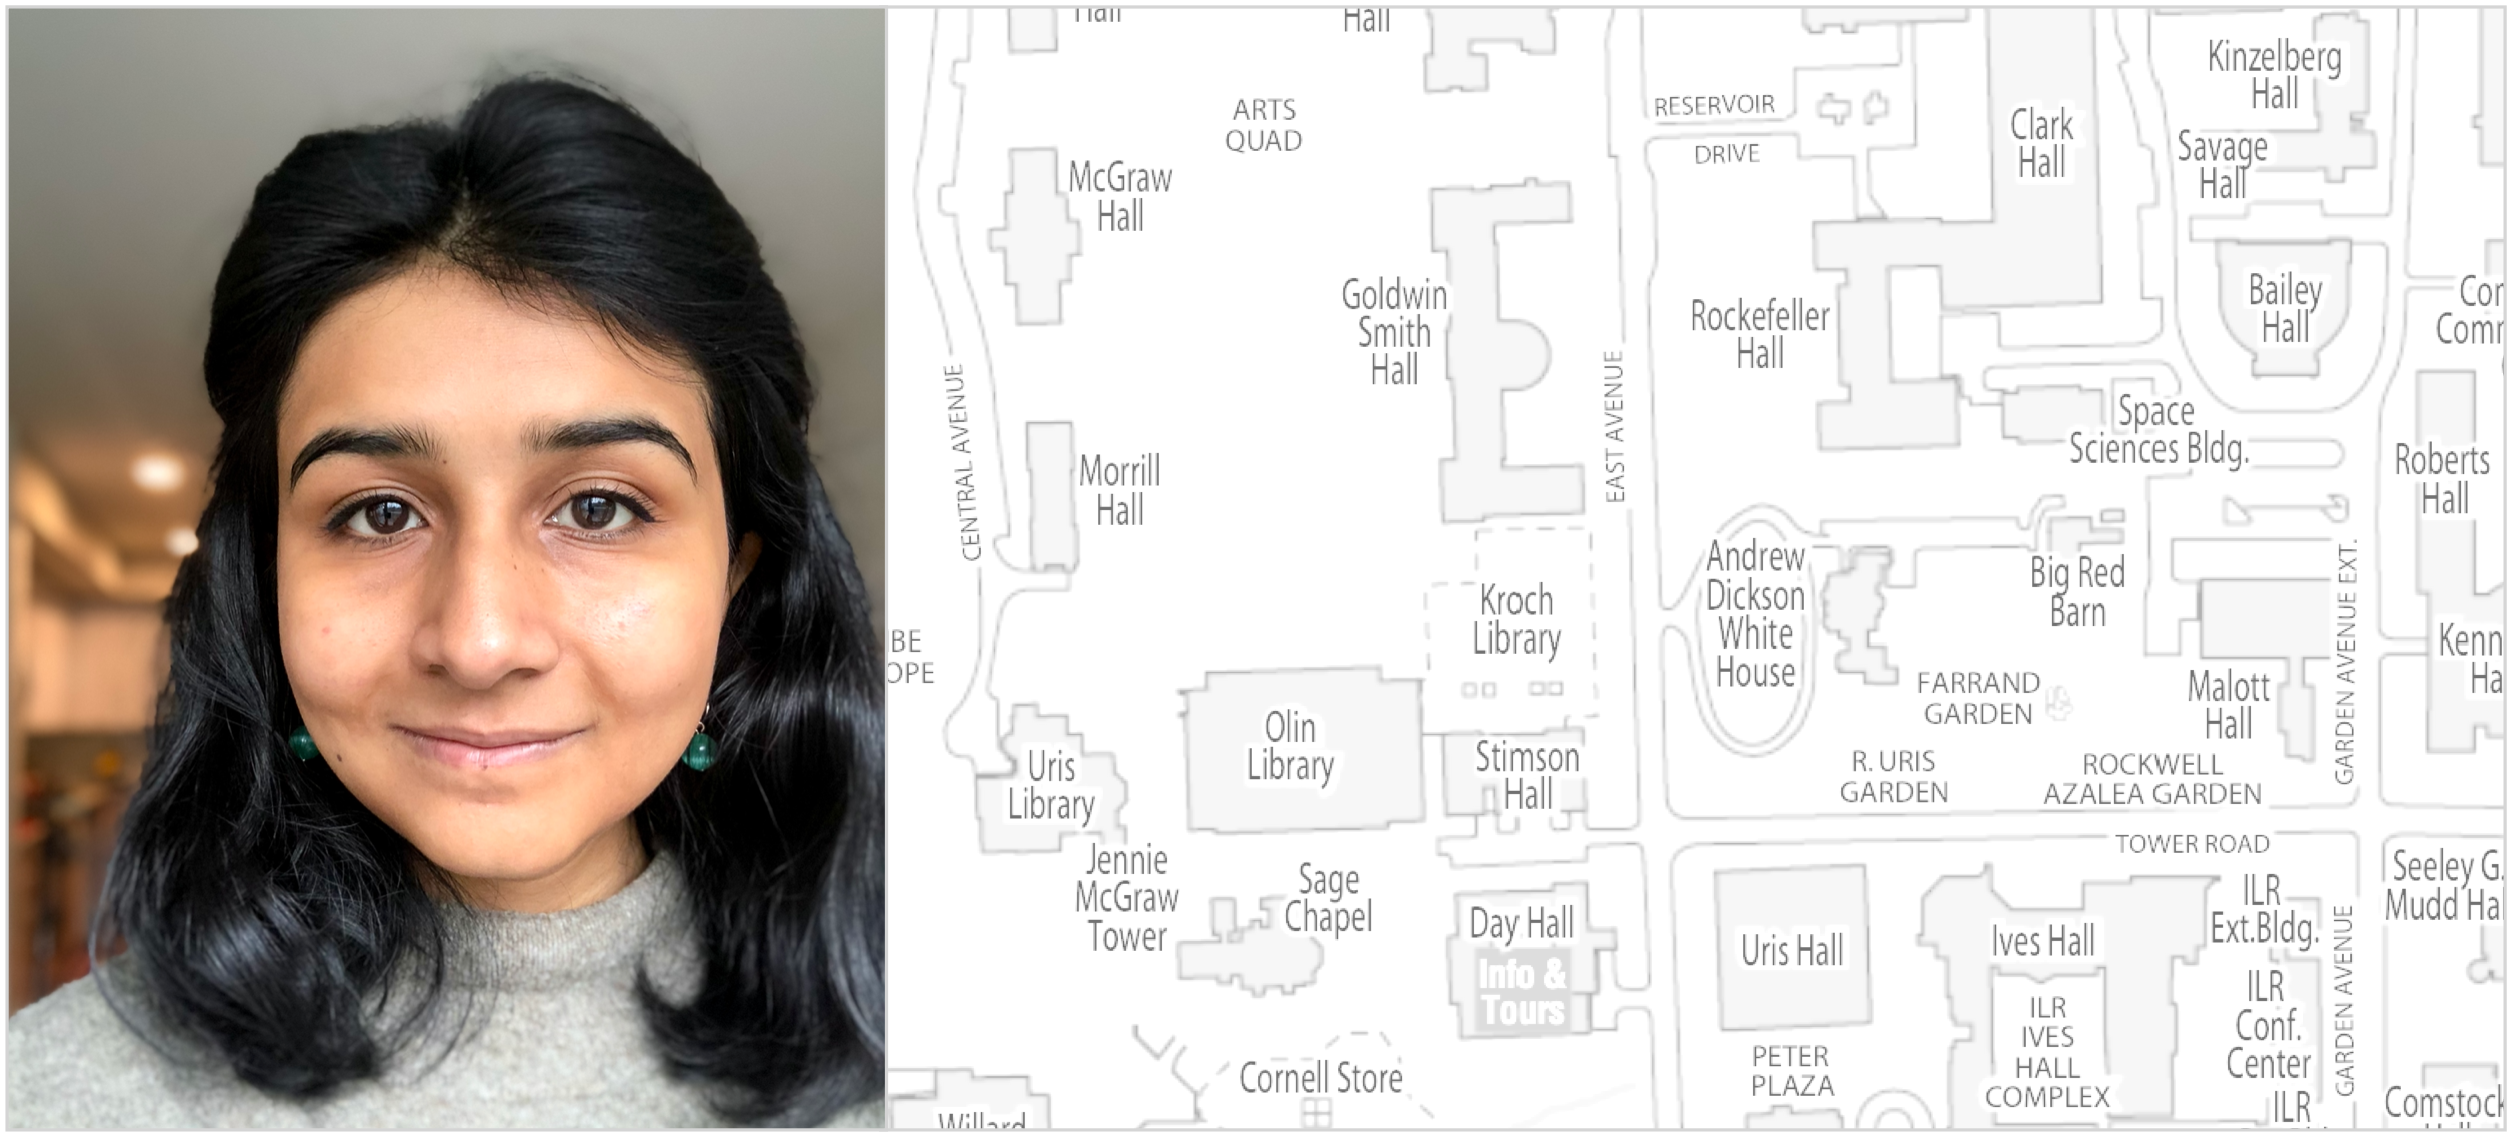 Hall
Hall
Kinzelberg
Hall
ARTS
QUAD
RESERVOIR
DRIVE
Clark
Hall
Savage
Hall
McGraw
Hall
Goldwin
Smith
Hall
Rockefeller
Hall
Bailey
Hall
CENTRAL AVENUE
EAST AVENUE
Space
Sciences Bldg.
Roberts
Hall
Morrill
Hall
Andrew
Dickson
White
House
Big Red
Barn
Kroch
Library
GARDEN AVENUE EXT.
FARRAND
GARDEN
Malott
Hall
Olin
Library
Uris
Library
Stimson
Hall
R. URIS
GARDEN
ROCKWELL
AZALEA GARDEN
TOWER ROAD
Jennie
McGraw
Tower
Sage
Chapel
Day Hall
Info &
Tours
Uris Hall
Ives Hall
ILR
Ext.Bldg.
Seeley G.
Mudd Hal
ILR
IVES
HALL
COMPLEX
ILR
Conf.
Center
GARDEN AVENUE
PETER
PLAZA
Cornell Store
ILR
Comstock
Willard